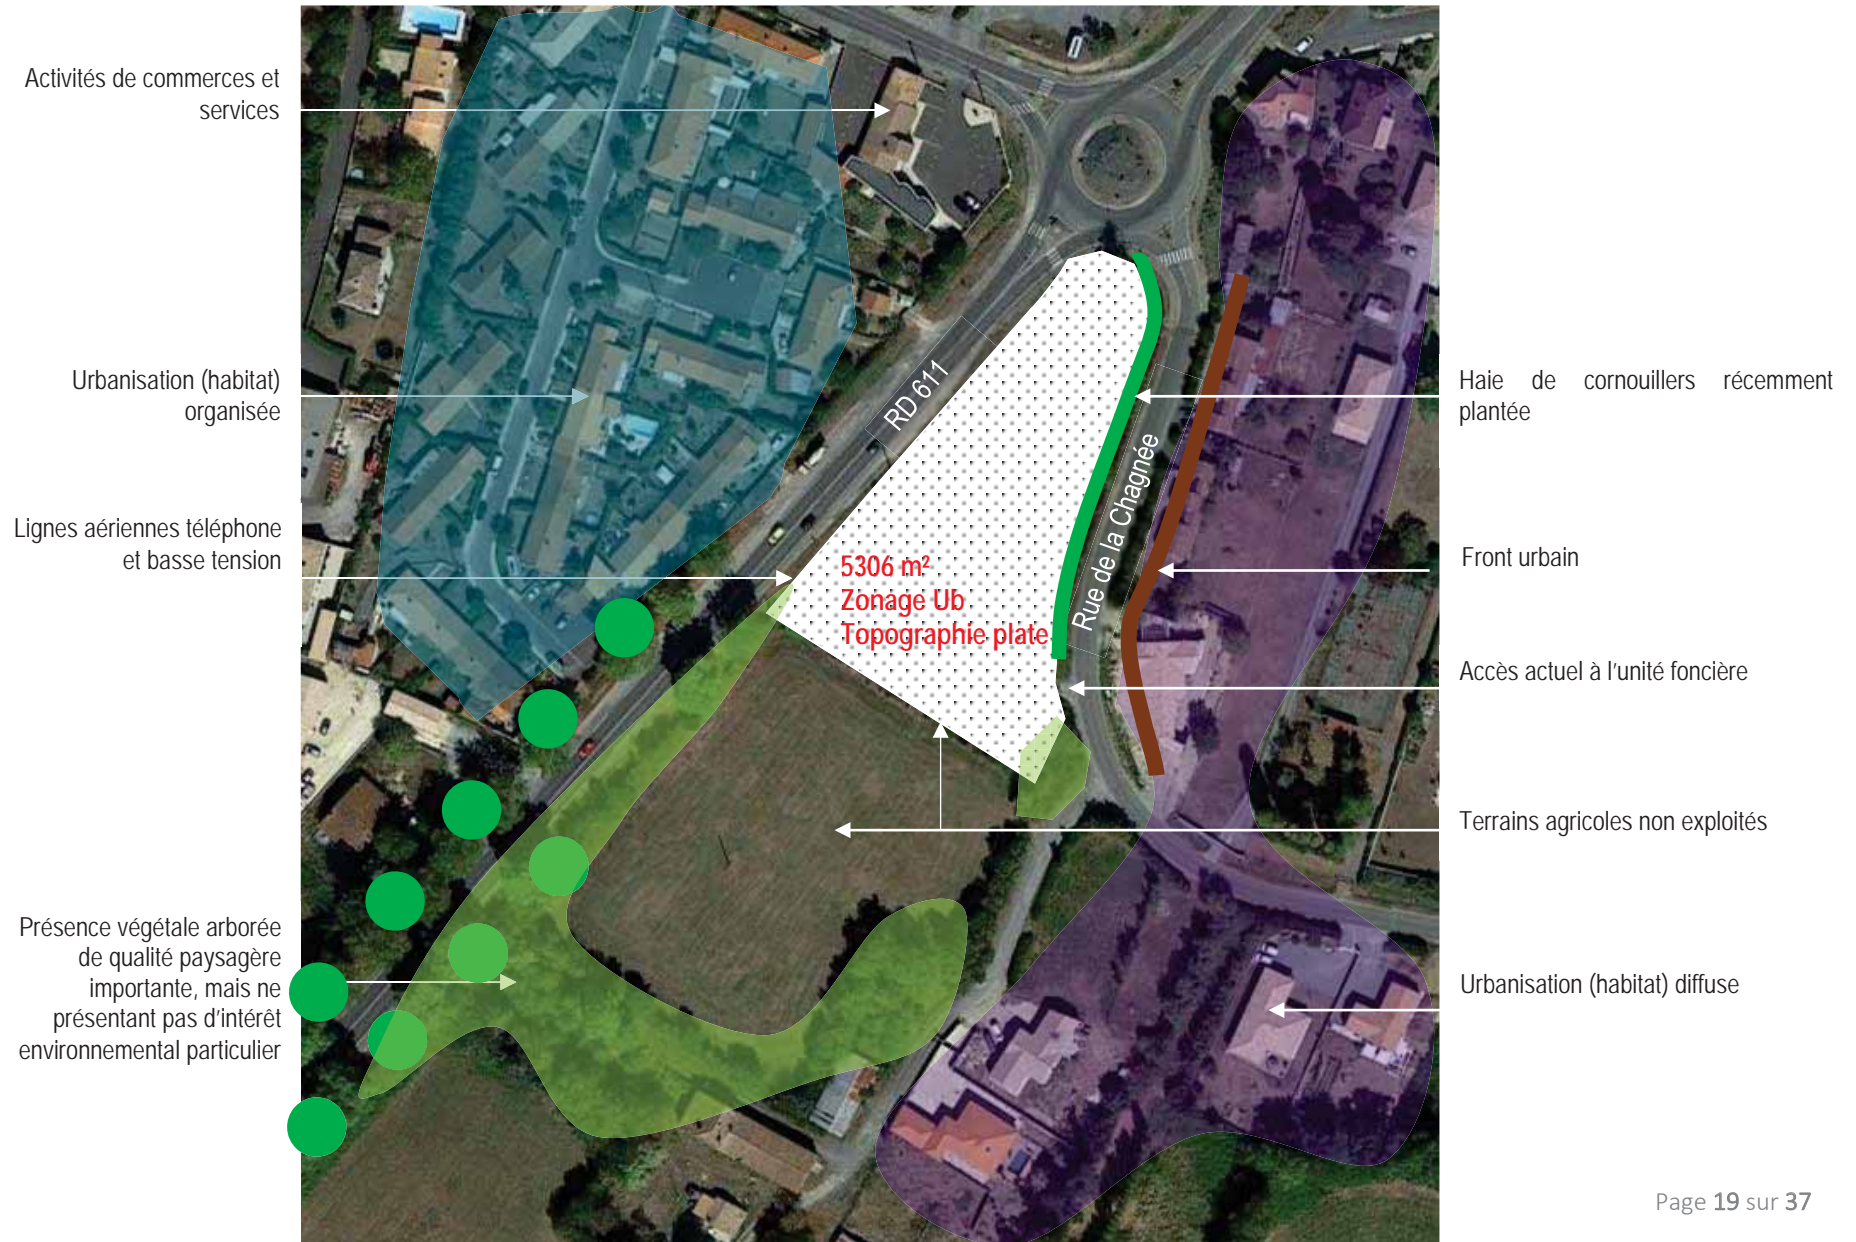 Activités de commerces et
services
Urbanisation (habitat)
organisée
Lignes aériennes téléphone
et basse tension
Présence végétale arborée
de qualité paysagère
importante, mais ne
présentant pas d'intérêt
environnemental particulier
RD 611
5306 m²
Zonage Ub
Topographie plate
Rue de la Chagnée
Haie de cornouillers récemment
plantée
Front urbain
Accès actuel à l'unité foncière
Terrains agricoles non exploités
Urbanisation (habitat) diffuse
Page 19 sur 37